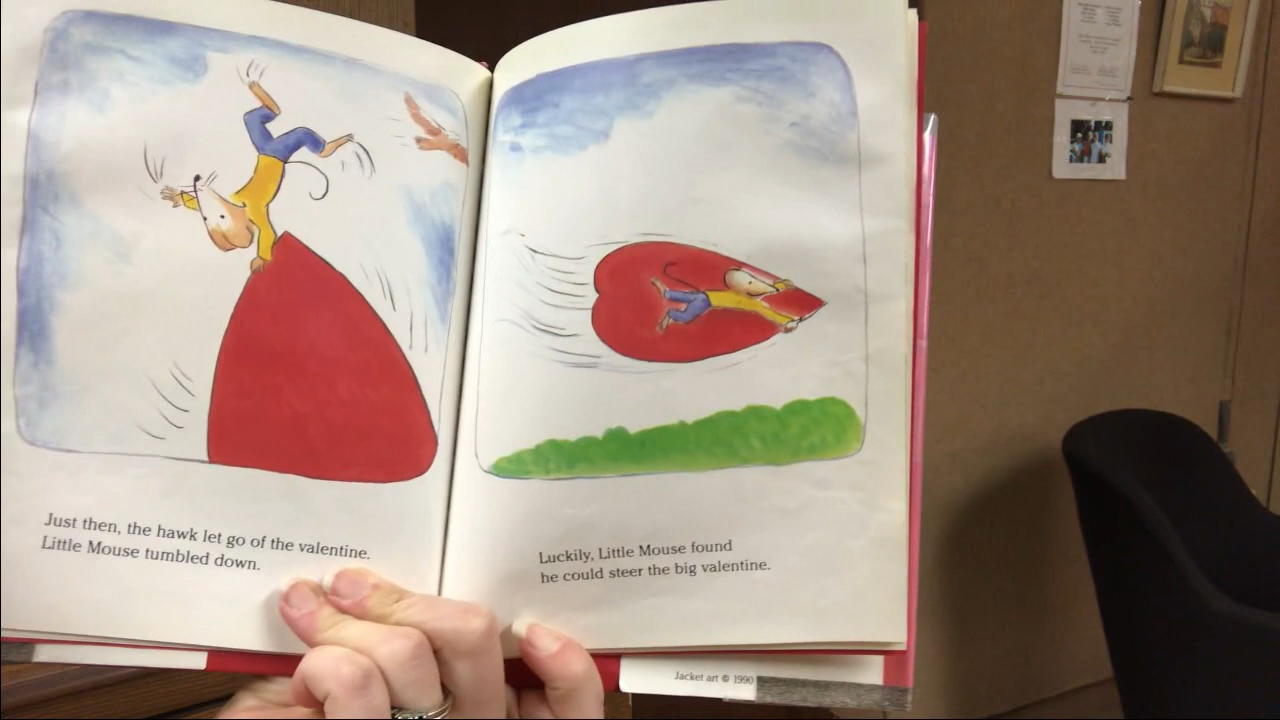 Just then, the hawk let go of the valentine.
Little Mouse tumbled down.
Luckily, Little Mouse found
he could steer the big valentine.
Jacket art © 1990